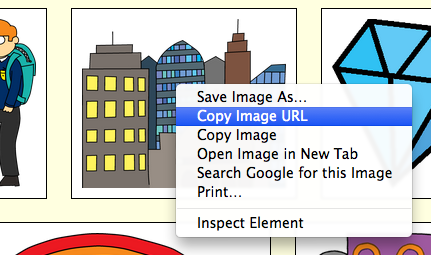 Save Image As...
Copy Image URL
Copy Image
Open Image in New Tab
Search Google for this Image
Print...
Inspect Element